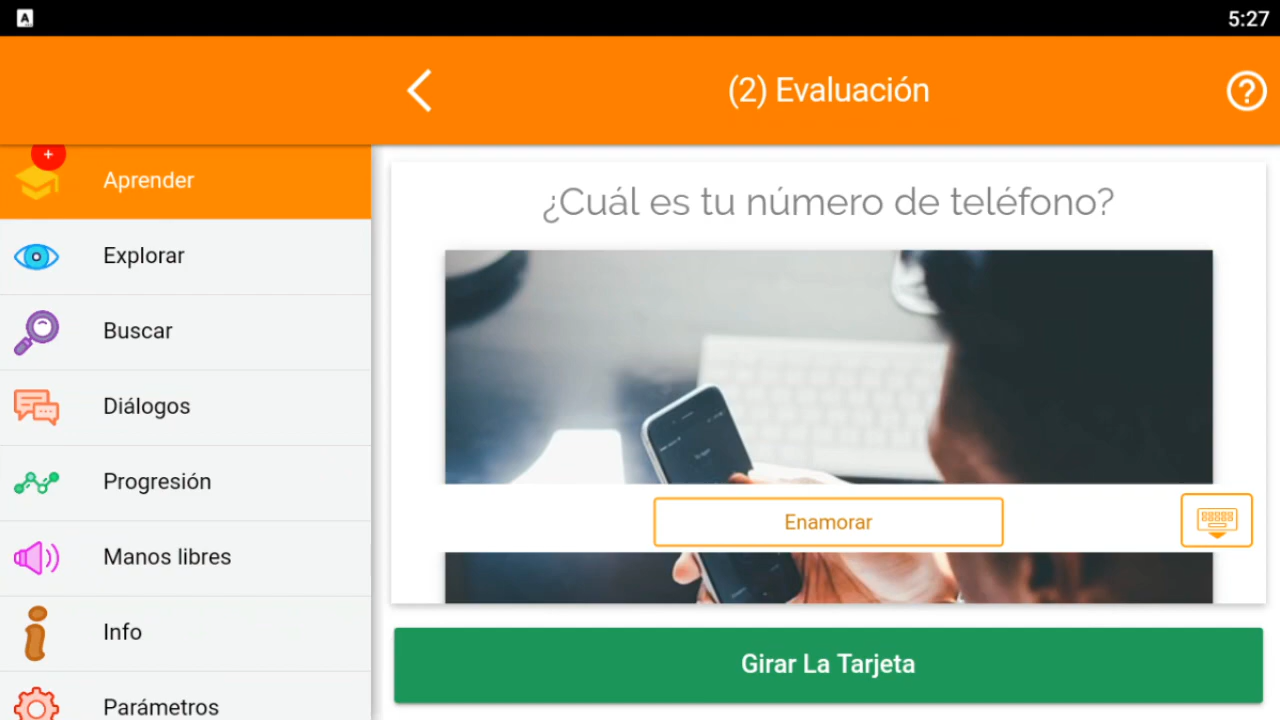 5:27
(2) Evaluación
Aprender
Explorar
Buscar
Diálogos
Progresión
Manos libres
Info
Parámetros
¿Cuál es tu número de teléfono?
Enamorar
Girar La Tarjeta